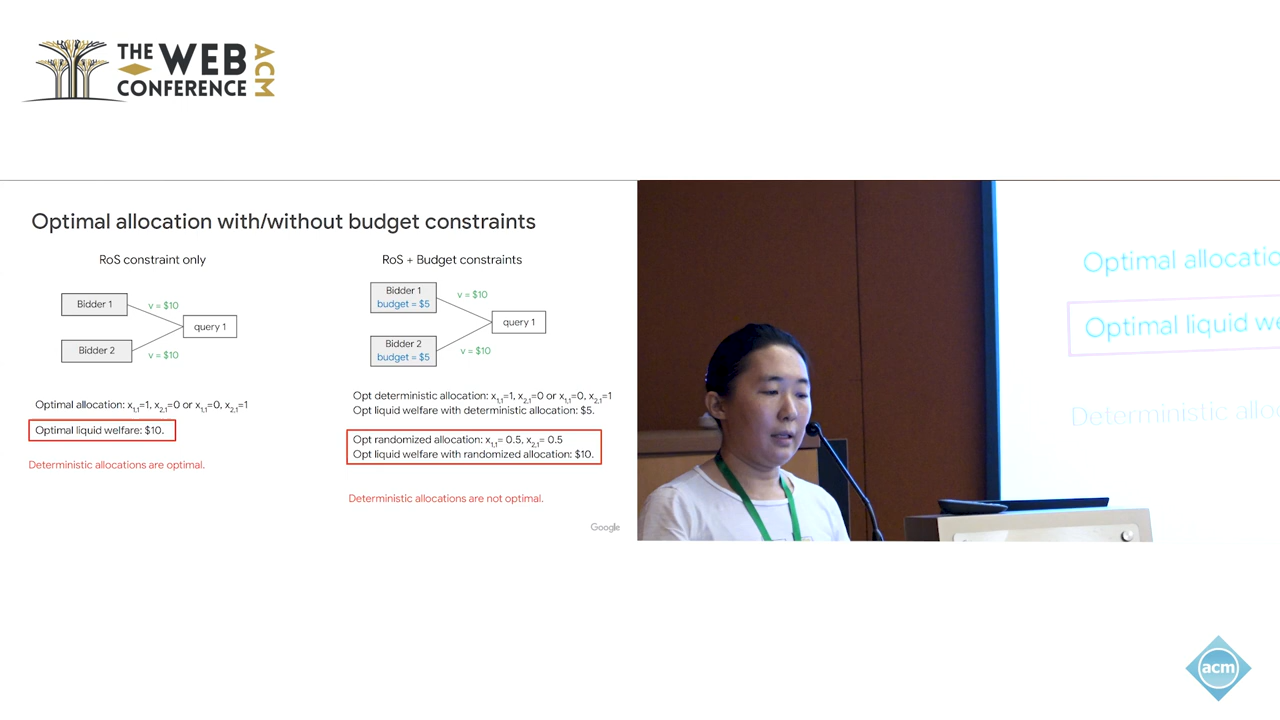 THE WEB
CONFERENCE
ACM
Optimal allocation with/without budget constraints
RoS constraint only
Bidder 1
v = $10
query 1
Bidder 2
v = $10
Optimal allocation: x1,1=1, x2,1=0 or x1,1=0, x2,1=1
Optimal liquid welfare: $10.
Deterministic allocations are optimal.
RoS + Budget constraints
Bidder 1
budget = $5
v = $10
query 1
Bidder 2
budget = $5
v = $10
Opt deterministic allocation: x1,1=1, x2,1=0 or x1,1=0, x2,1=1
Opt liquid welfare with deterministic allocation: $5.
Opt randomized allocation: x1,1= 0.5, x2,1= 0.5
Opt liquid welfare with randomized allocation: $10.
Deterministic allocations are not optimal.
Google
Optimal allocatio
Optimal liquid we
Deterministic allo
acm